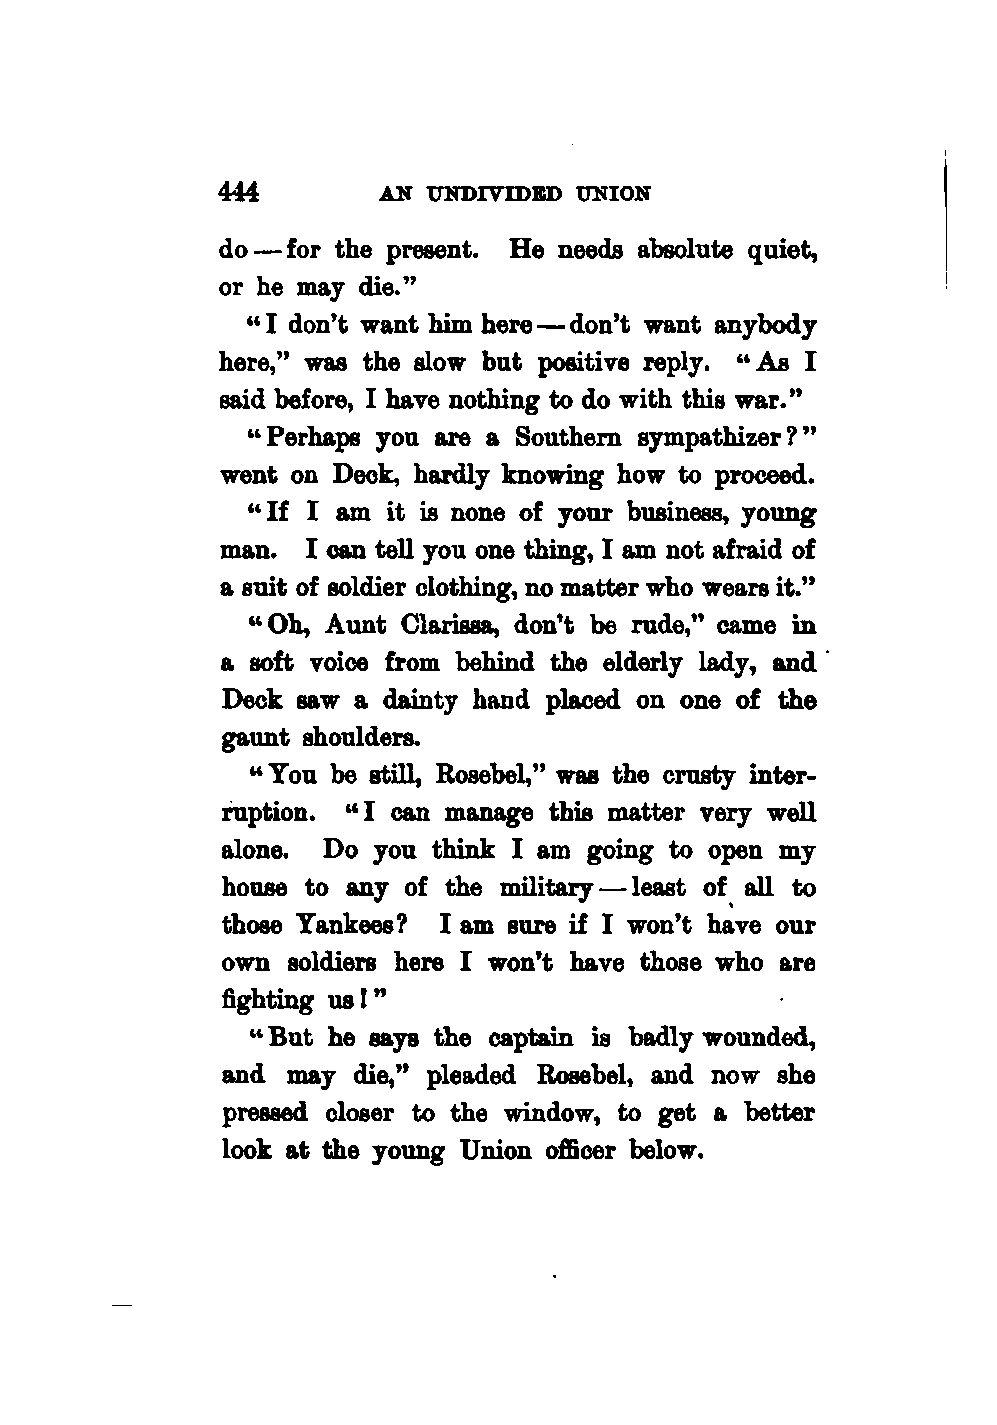 444 AN UNDIVIDED UNION
do—for the present. He needs absolute quiet,
or he may die.”
“I don’t want him here—don’t want anybody
here,” was the slow but positive reply. “As I
said before, I have nothing to do with this war.”
“Perhaps you are a Southern sympathizer?”
went on Deck, hardly knowing how to proceed.
“If I am it is none of your business, young
man. I can tell you one thing, I am not afraid of
a suit of soldier clothing, no matter who wears it.”
“Oh, Aunt Clarissa, don’t be rude,” came in
a soft voice from behind the elderly lady, and
Deck saw a dainty hand placed on one of the
gaunt shoulders.
“You be still, Rosebel,” was the crusty inter-
ruption. “I can manage this matter very well
alone. Do you think I am going to open my
house to any of the military—least of all to
those Yankees? I am sure if I won’t have our
own soldiers here I won’t have those who are
fighting us!”
“But he says the captain is badly wounded,
and may die,” pleaded Rosebel, and now she
pressed closer to the window, to get a better
look at the young Union officer below.